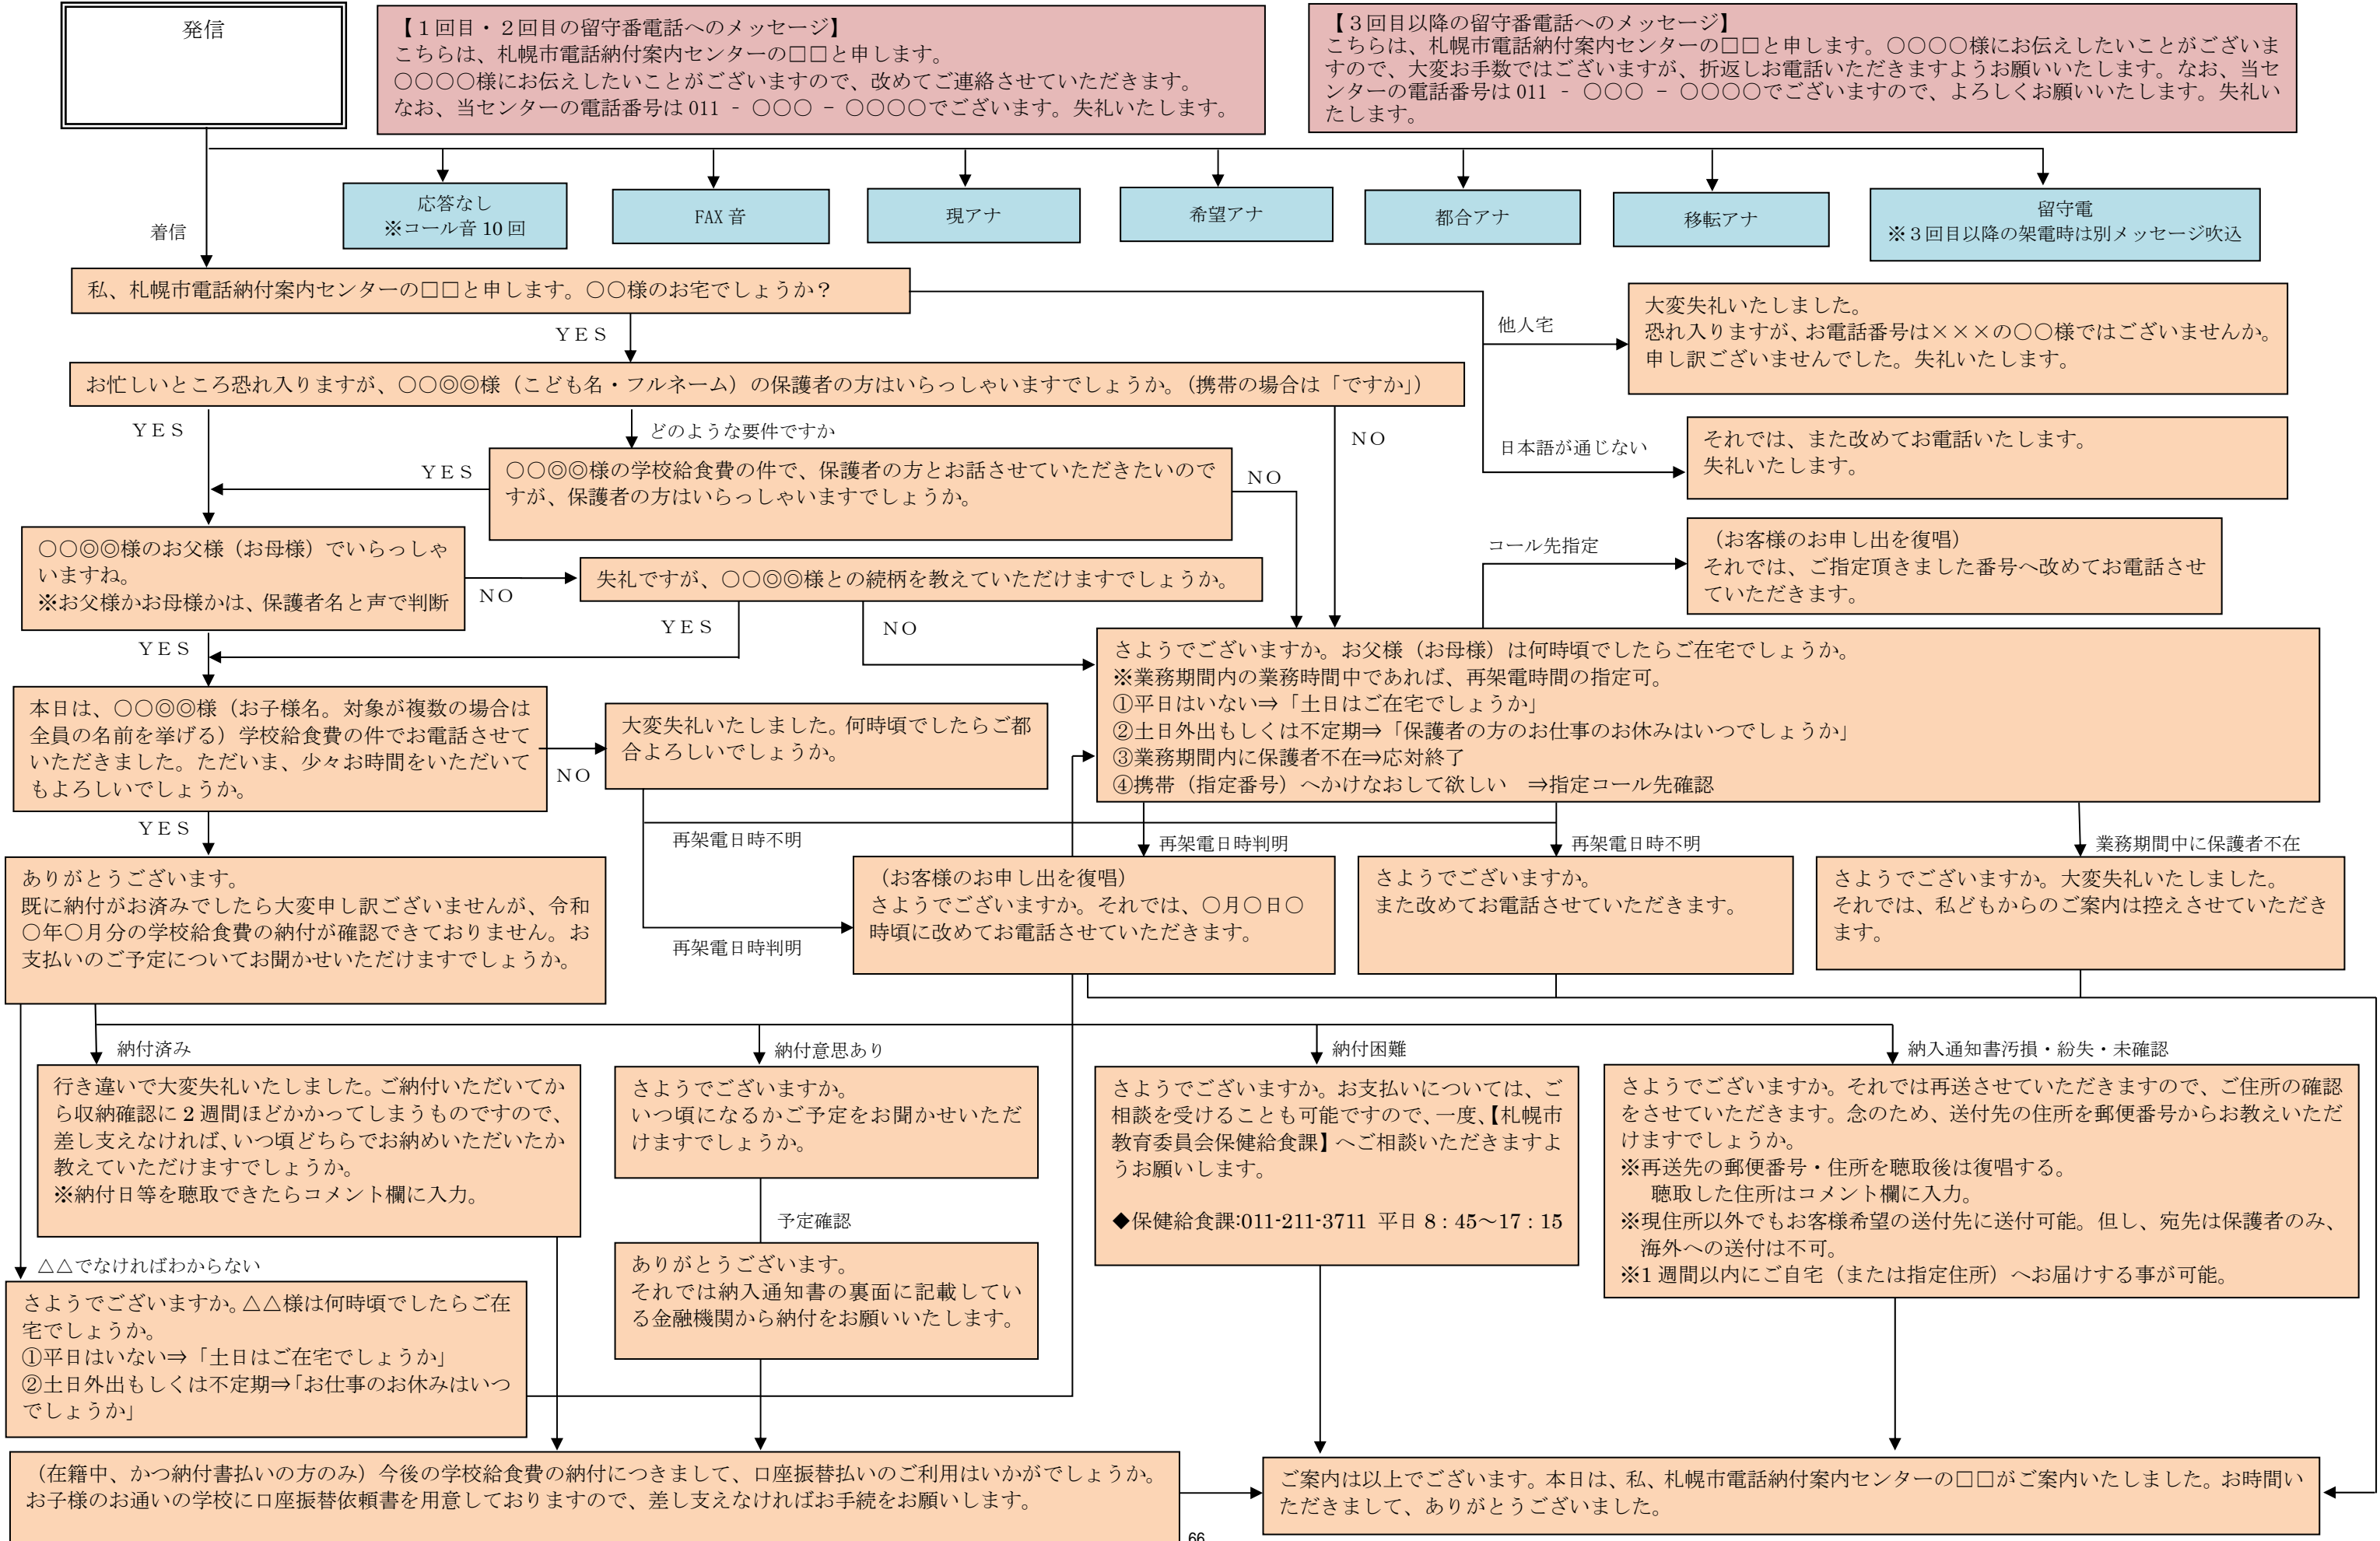 発信
【１回目・２回目の留守番電話へのメッセージ】
こちらは、札幌市電話納付案内センターの□□と申します。
○○○○様にお伝えしたいことがございますので、改めてご連絡させていただきます。
なお、当センターの電話番号は 011 － ○○○ － ○○○○でございます。失礼いたします。
【３回目以降の留守番電話へのメッセージ】
こちらは、札幌市電話納付案内センターの□□と申します。○○○○様にお伝えしたいことがございま
すので、大変お手数ではございますが、折返しお電話いただきますようお願いいたします。なお、当セ
ンターの電話番号は 011 － ○○○ － ○○○○でございますので、よろしくお願いいたします。失礼い
たします。
応答なし
※コール音 10 回
FAX 音
現アナ
希望アナ
都合アナ
移転アナ
留守電
※３回目以降の架電時は別メッセージ吹込
着信
私、札幌市電話納付案内センターの□□と申します。○○様のお宅でしょうか？
ＹＥＳ
他人宅
大変失礼いたしました。
恐れ入りますが、お電話番号は×××の○○様ではございませんか。
申し訳ございませんでした。失礼いたします。
お忙しいところ恐れ入りますが、○○◎◎様（こども名・フルネーム）の保護者の方はいらっしゃいますでしょうか。（携帯の場合は「ですか」）
日本語が通じない
それでは、また改めてお電話いたします。
失礼いたします。
ＹＥＳ
どのような要件ですか
ＮＯ
○○◎◎様の学校給食費の件で、保護者の方とお話させていただきたいので
すが、保護者の方はいらっしゃいますでしょうか。
ＹＥＳ
ＮＯ
○○◎◎様のお父様（お母様）でいらっしゃ
いますね。
※お父様かお母様かは、保護者名と声で判断
ＮＯ
失礼ですが、○○◎◎様との続柄を教えていただけますでしょうか。
コール先指定
（お客様のお申し出を復唱）
それでは、ご指定頂きました番号へ改めてお電話させ
ていただきます。
ＹＥＳ
ＹＥＳ
ＮＯ
さようでございますか。お父様（お母様）は何時頃でしたらご在宅でしょうか。
※業務期間内の業務時間中であれば、再架電時間の指定可。
①平日はいない⇒「土日はご在宅でしょうか」
②土日外出もしくは不定期⇒「保護者の方のお仕事のお休みはいつでしょうか」
③業務期間内に保護者不在⇒応対終了
④携帯（指定番号）へかけなおして欲しい　⇒指定コール先確認
本日は、○○◎◎様（お子様名。対象が複数の場合は
全員の名前を挙げる）学校給食費の件でお電話させて
いただきました。ただいま、少々お時間をいただいて
もよろしいでしょうか。
ＮＯ
大変失礼いたしました。何時頃でしたらご都
合よろしいでしょうか。
ＹＥＳ
再架電日時不明
再架電日時判明
再架電日時判明
再架電日時不明
業務期間中に保護者不在
ありがとうございます。
既に納付がお済みでしたら大変申し訳ございませんが、令和
○年○月分の学校給食費の納付が確認できておりません。お
支払いのご予定についてお聞かせいただけますでしょうか。
（お客様のお申し出を復唱）
さようでございますか。それでは、○月○日○
時頃に改めてお電話させていただきます。
さようでございますか。
また改めてお電話させていただきます。
さようでございますか。大変失礼いたしました。
それでは、私どもからのご案内は控えさせていただき
ます。
納付済み
行き違いで大変失礼いたしました。ご納付いただいてか
ら収納確認に 2 週間ほどかかってしまうものですので、
差し支えなければ、いつ頃どちらでお納めいただいたか
教えていただけますでしょうか。
※納付日等を聴取できたらコメント欄に入力。
納付意思あり
さようでございますか。
いつ頃になるかご予定をお聞かせいただ
けますでしょうか。
予定確認
ありがとうございます。
それでは納入通知書の裏面に記載してい
る金融機関から納付をお願いいたします。
納付困難
さようでございますか。お支払いについては、ご
相談を受けることも可能ですので、一度、【札幌市
教育委員会保健給食課】へご相談いただきますよ
うお願いします。
◆保健給食課:011-211-3711 平日 8：45～17：15
納入通知書汚損・紛失・未確認
さようでございますか。それでは再送させていただきますので、ご住所の確認
をさせていただきます。念のため、送付先の住所を郵便番号からお教えいただ
けますでしょうか。
※再送先の郵便番号・住所を聴取後は復唱する。
聴取した住所はコメント欄に入力。
※現住所以外でもお客様希望の送付先に送付可能。但し、宛先は保護者のみ、
海外への送付は不可。
※1 週間以内にご自宅（または指定住所）へお届けする事が可能。
△△でなければわからない
さようでございますか。△△様は何時頃でしたらご在
宅でしょうか。
①平日はいない⇒「土日はご在宅でしょうか」
②土日外出もしくは不定期⇒「お仕事のお休みはいつ
でしょうか」
（在籍中、かつ納付書払いの方のみ）今後の学校給食費の納付につきまして、口座振替払いのご利用はいかがでしょうか。
お子様のお通いの学校に口座振替依頼書を用意しておりますので、差し支えなければお手続をお願いします。
ご案内は以上でございます。本日は、私、札幌市電話納付案内センターの□□がご案内いたしました。お時間い
ただきまして、ありがとうございました。
66